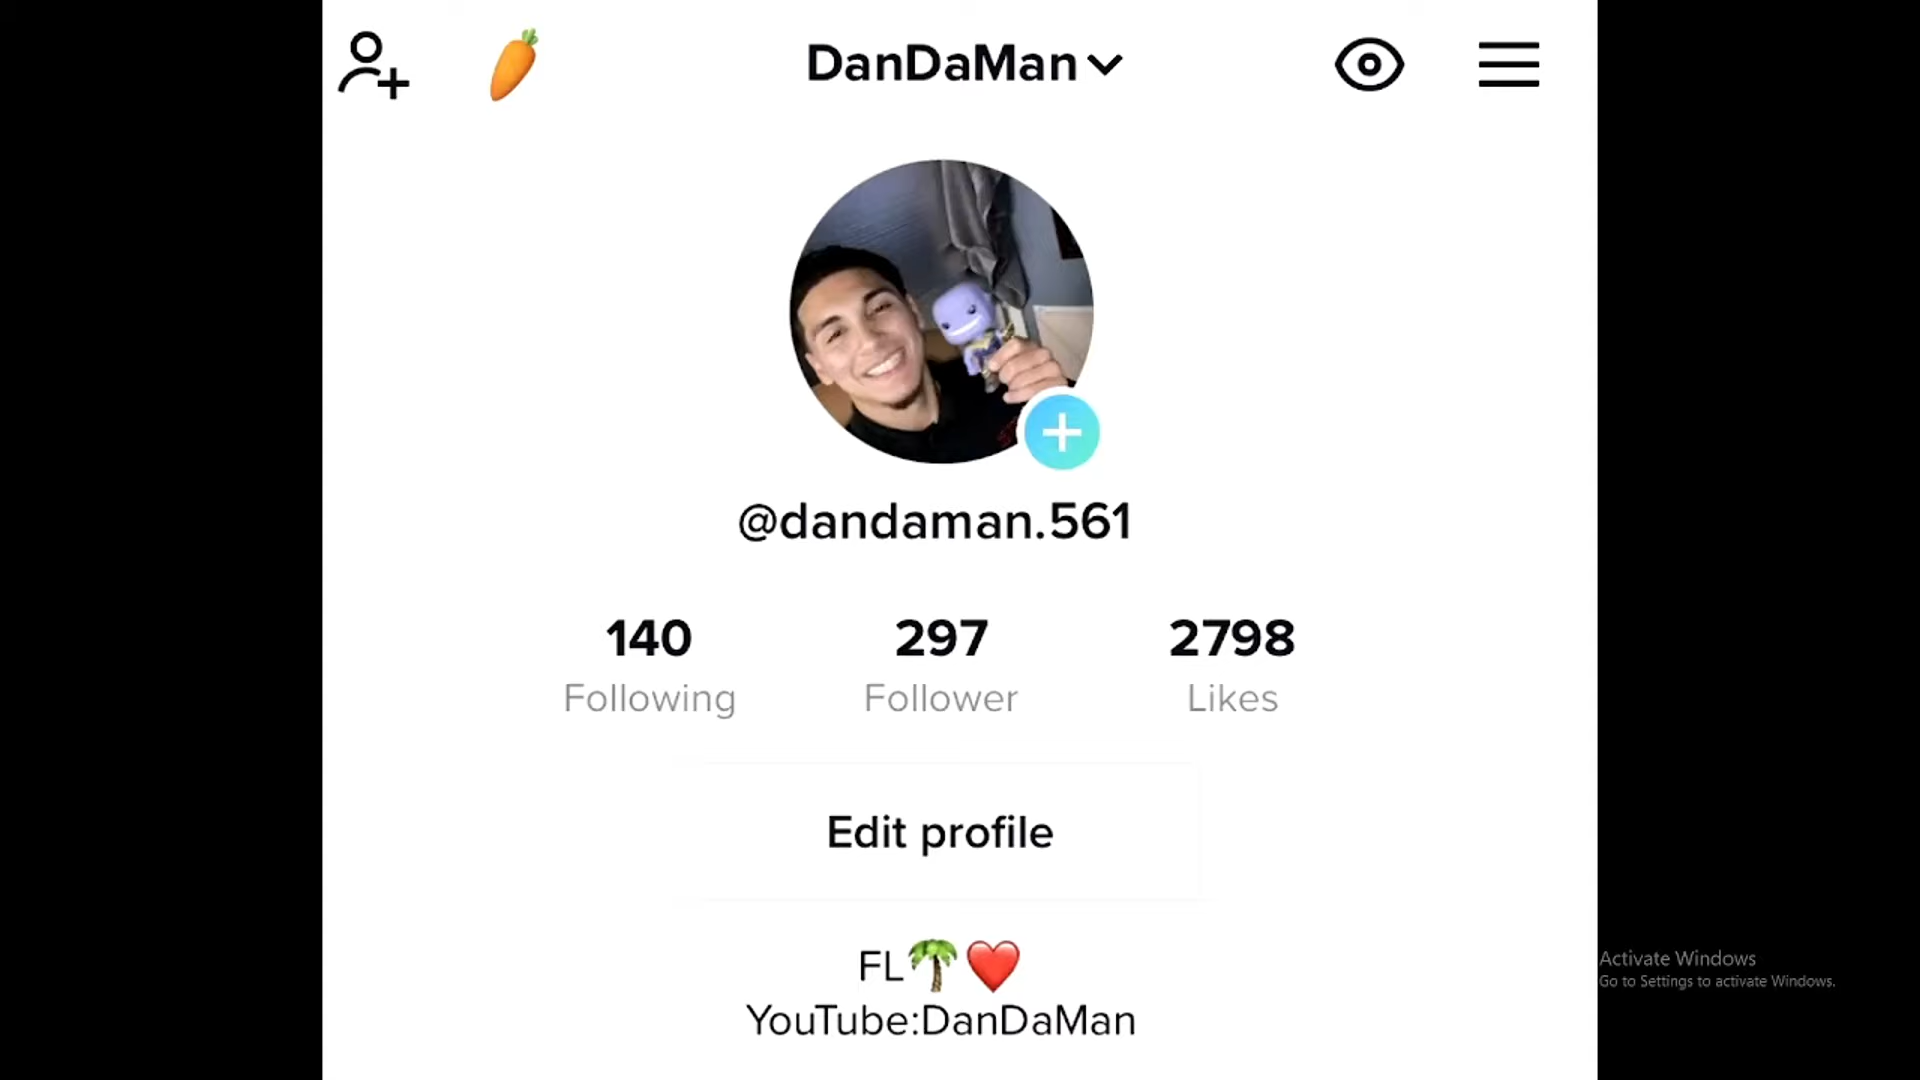 DanDaMan
@dandaman.561
140 297 2798
Following Follower Likes
Edit profile
FL🌴❤️
YouTube:DanDaMan
Activate Windows
Go to Settings to activate Windows.